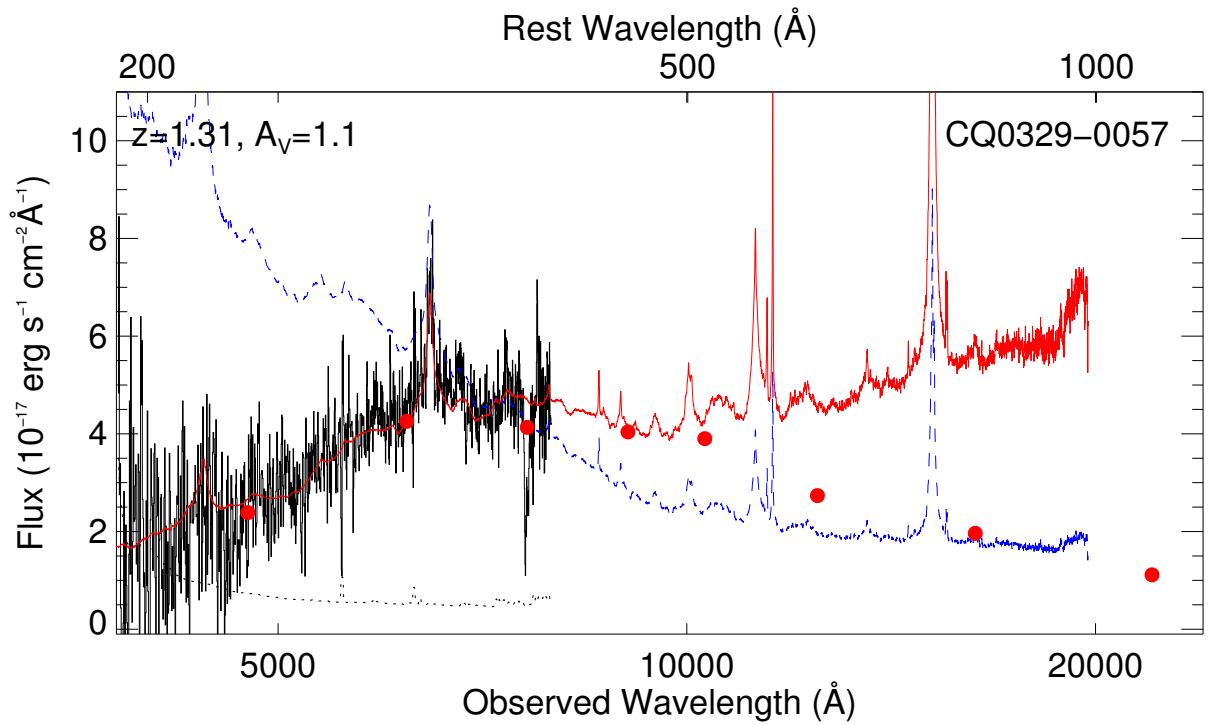 Rest Wavelength (Å)
200 500 1000
z=1.31, A_V=1.1 CQ0329−0057
10
8
6
4
2
0
Flux (10⁻¹⁷ erg s⁻¹ cm⁻²Å⁻¹)
5000 10000 20000
Observed Wavelength (Å)